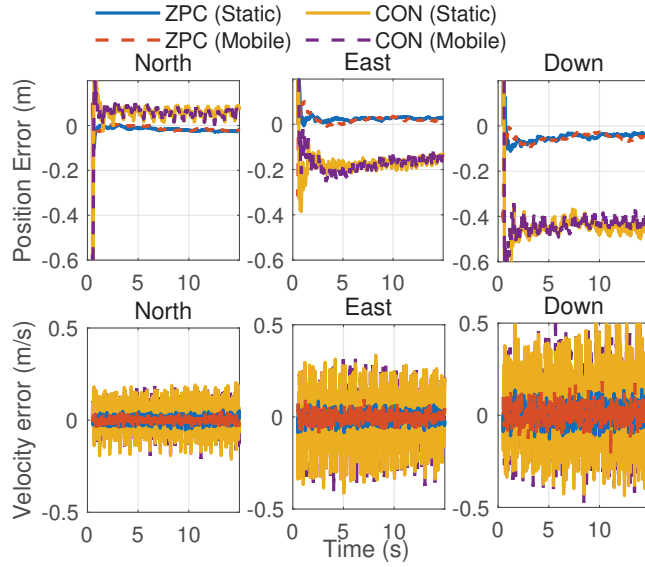 ZPC (Static) CON (Static)
ZPC (Mobile) CON (Mobile)
North East Down
Position Error (m)
0 0 0
-0.2 -0.2 -0.2
-0.4 -0.4 -0.4
-0.6 -0.6 -0.6
0 5 10 0 5 10 0 5 10
North East Down
Velocity error (m/s)
0.5 0.5 0.5
0 0 0
-0.5 -0.5 -0.5
0 5 10 0 5 10 0 5 10
Time (s)